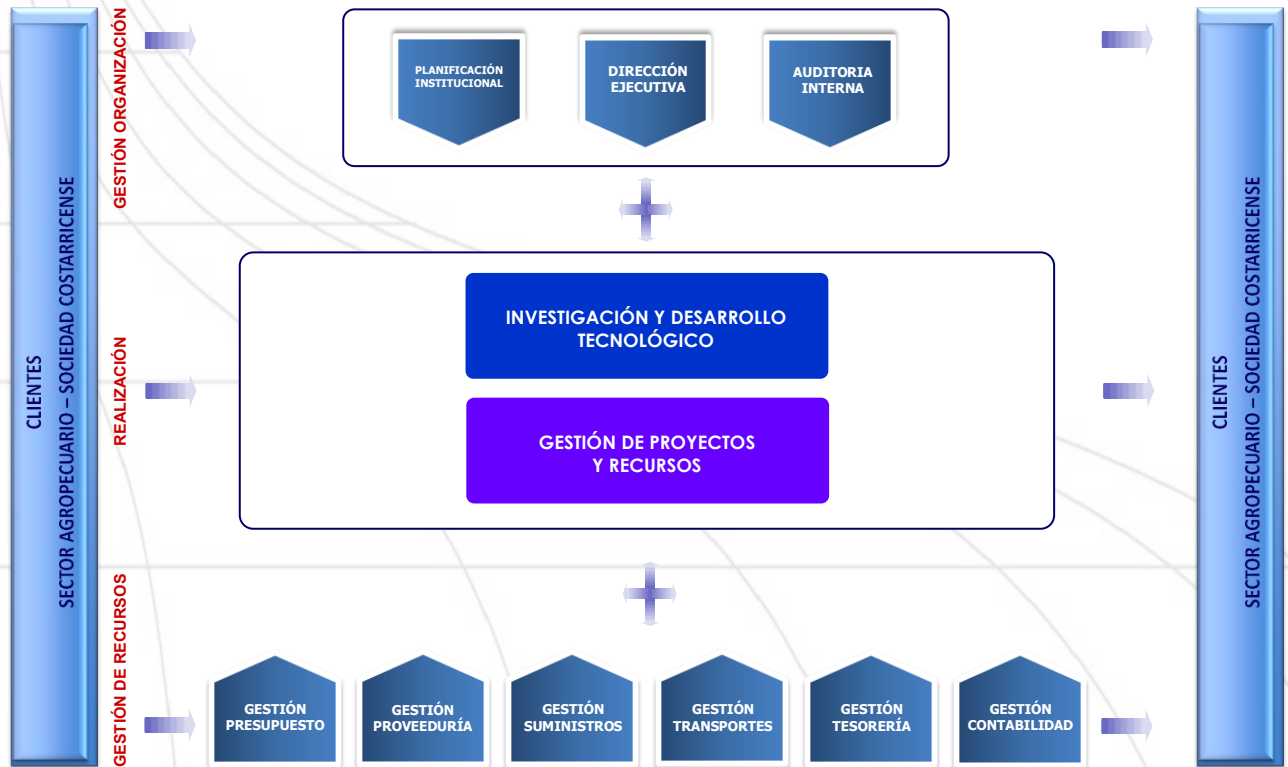 CLIENTES
SECTOR AGROPECUARIO – SOCIEDAD COSTARRICENSE
GESTIÓN ORGANIZACIÓN
PLANIFICACIÓN
INSTITUCIONAL
DIRECCIÓN
EJECUTIVA
AUDITORIA
INTERNA
REALIZACIÓN
INVESTIGACIÓN Y DESARROLLO
TECNOLÓGICO
GESTIÓN DE PROYECTOS
Y RECURSOS
GESTIÓN DE RECURSOS
GESTIÓN
PRESUPUESTO
GESTIÓN
PROVEEDURÍA
GESTIÓN
SUMINISTROS
GESTIÓN
TRANSPORTES
GESTIÓN
TESORERÍA
GESTIÓN
CONTABILIDAD
CLIENTES
SECTOR AGROPECUARIO – SOCIEDAD COSTARRICENSE